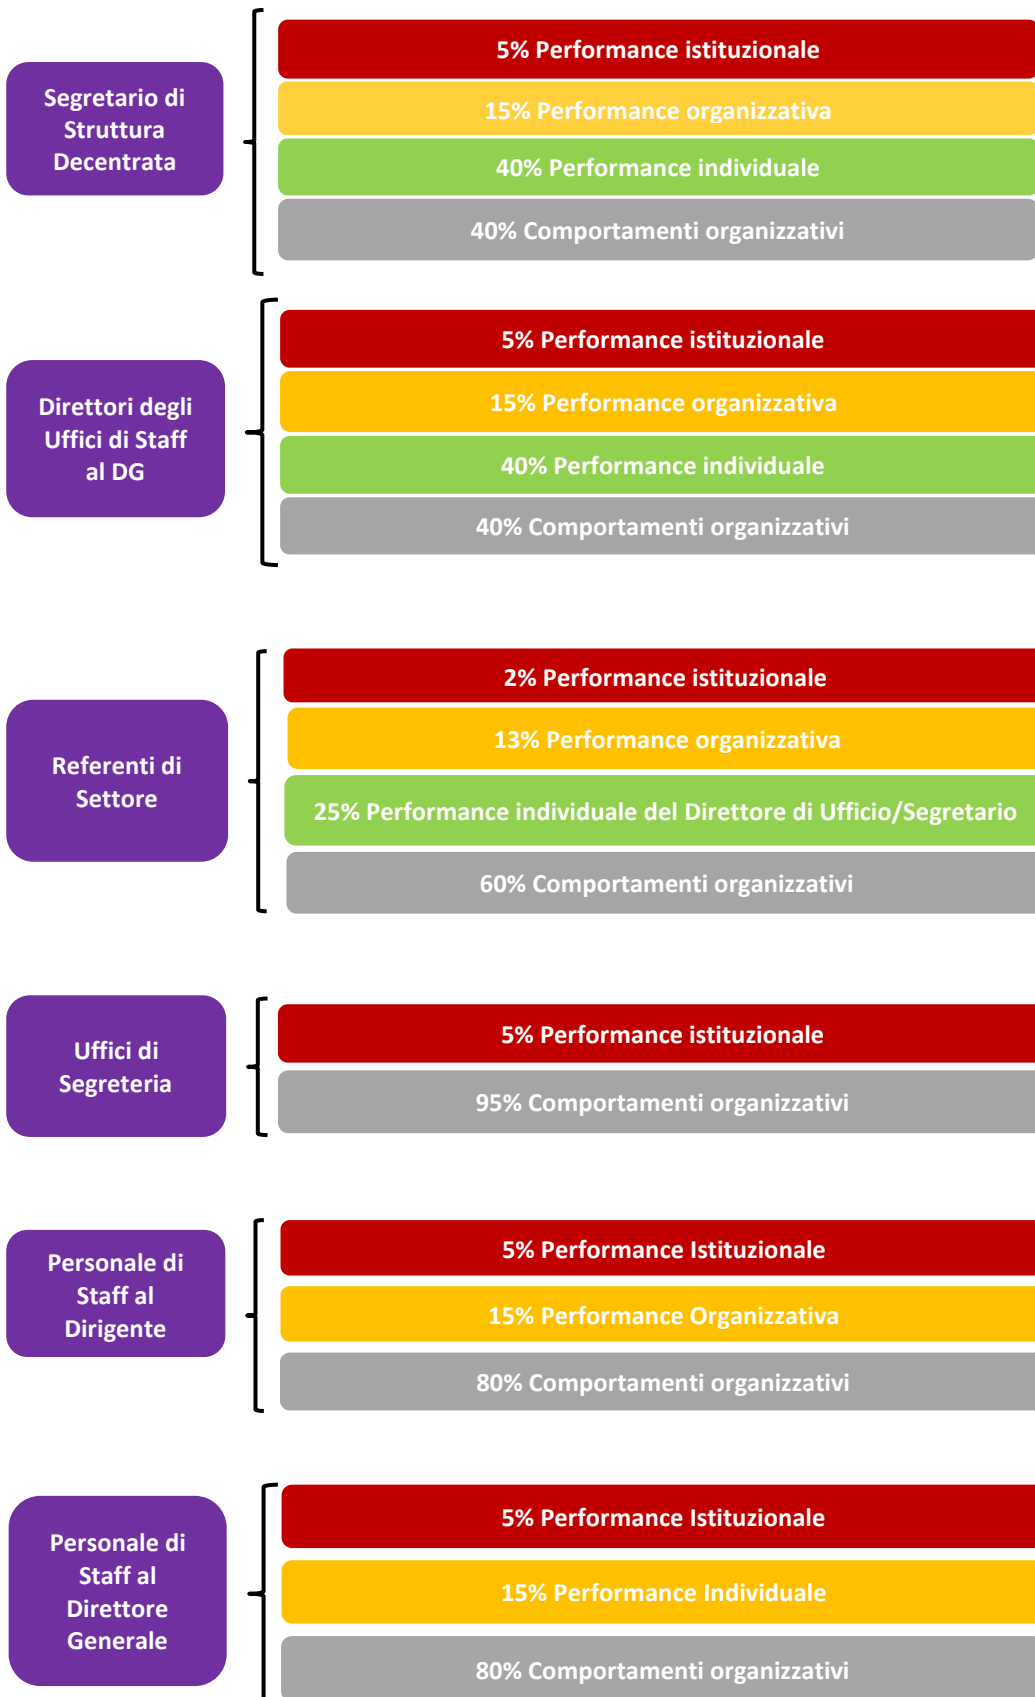 Segretario di
Struttura
Decentrata
5% Performance istituzionale
15% Performance organizzativa
40% Performance individuale
40% Comportamenti organizzativi
Direttori degli
Uffici di Staff
al DG
5% Performance istituzionale
15% Performance organizzativa
40% Performance individuale
40% Comportamenti organizzativi
Referenti di
Settore
2% Performance istituzionale
13% Performance organizzativa
25% Performance individuale del Direttore di Ufficio/Segretario
60% Comportamenti organizzativi
Uffici di
Segreteria
5% Performance istituzionale
95% Comportamenti organizzativi
Personale di
Staff al
Dirigente
5% Performance Istituzionale
15% Performance Organizzativa
80% Comportamenti organizzativi
Personale di
Staff al
Direttore
Generale
5% Performance Istituzionale
15% Performance Individuale
80% Comportamenti organizzativi